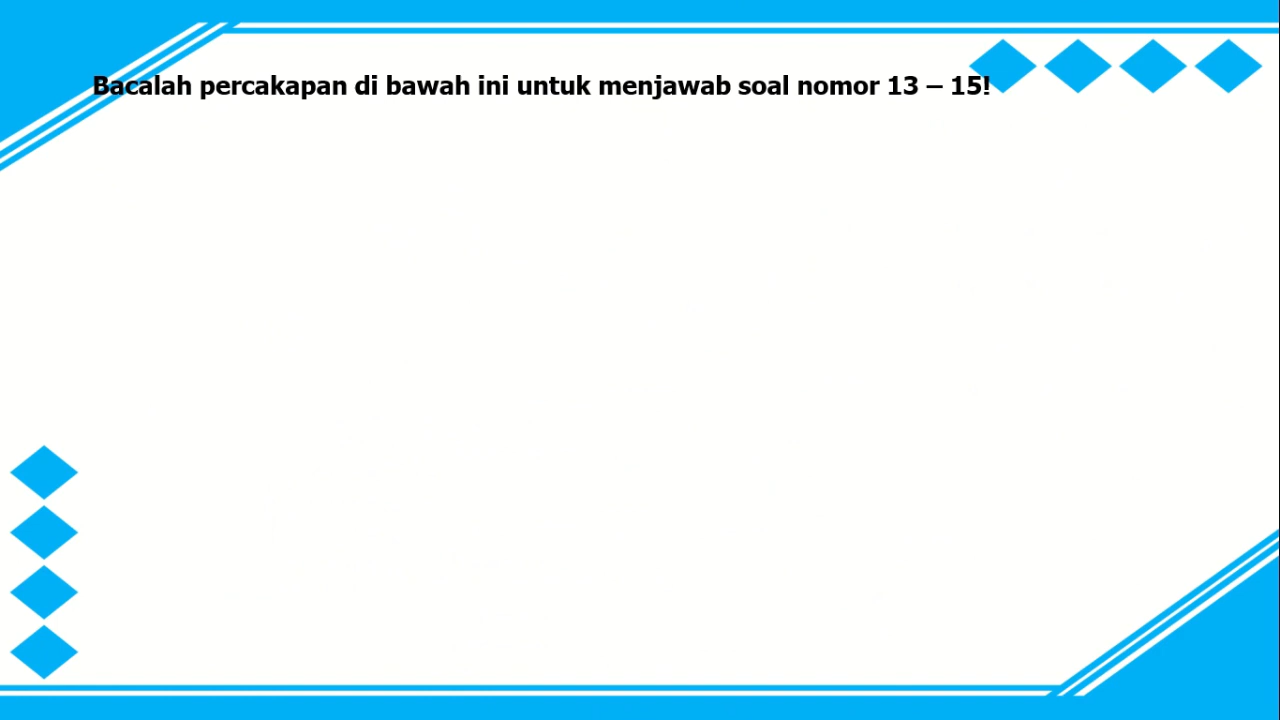 Bacalah percakapan di bawah ini untuk menjawab soal nomor 13 – 15!